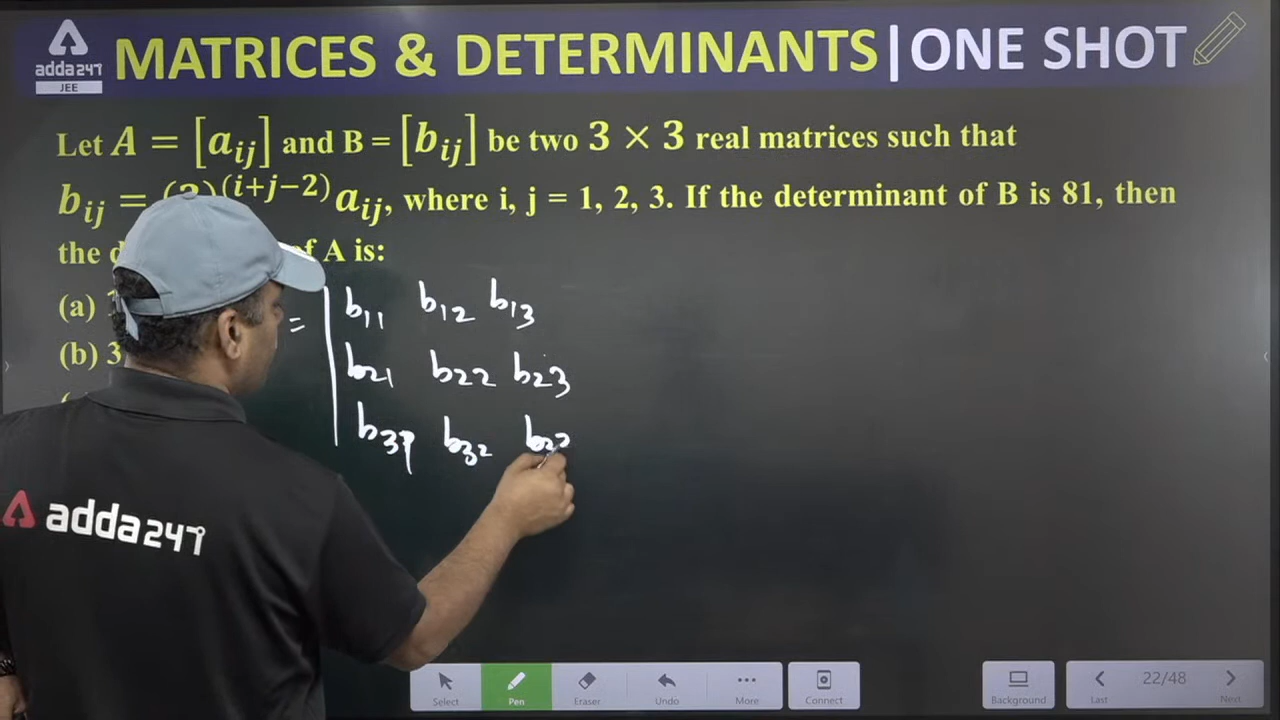 adda247
JEE
MATRICES & DETERMINANTS|ONE SHOT
Let A = [aij] and B = [bij] be two 3 × 3 real matrices such that
bij = (i+j−2) aij, where i, j = 1, 2, 3. If the determinant of B is 81, then
the of A is:
(a)
(b) 3
= b11 b12 b13
b21 b22 b23
b31 b32
adda247
Select
Pen
Eraser
Undo
More
Connect
Background
Last
22/48
Next